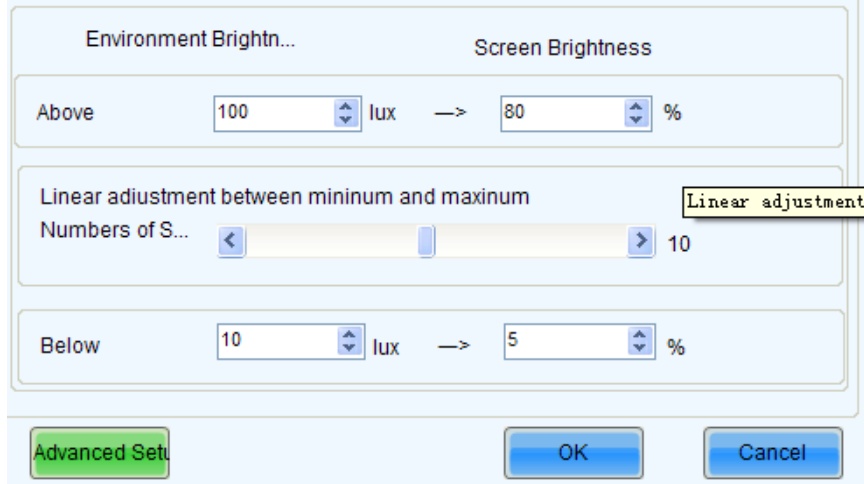 Environment Brightn... Screen Brightness
Above 100 lux —> 80 %
Linear adiustment between mininum and maxinum
Linear adjustment
Numbers of S... 10
Below 10 lux —> 5 %
Advanced Setu OK Cancel